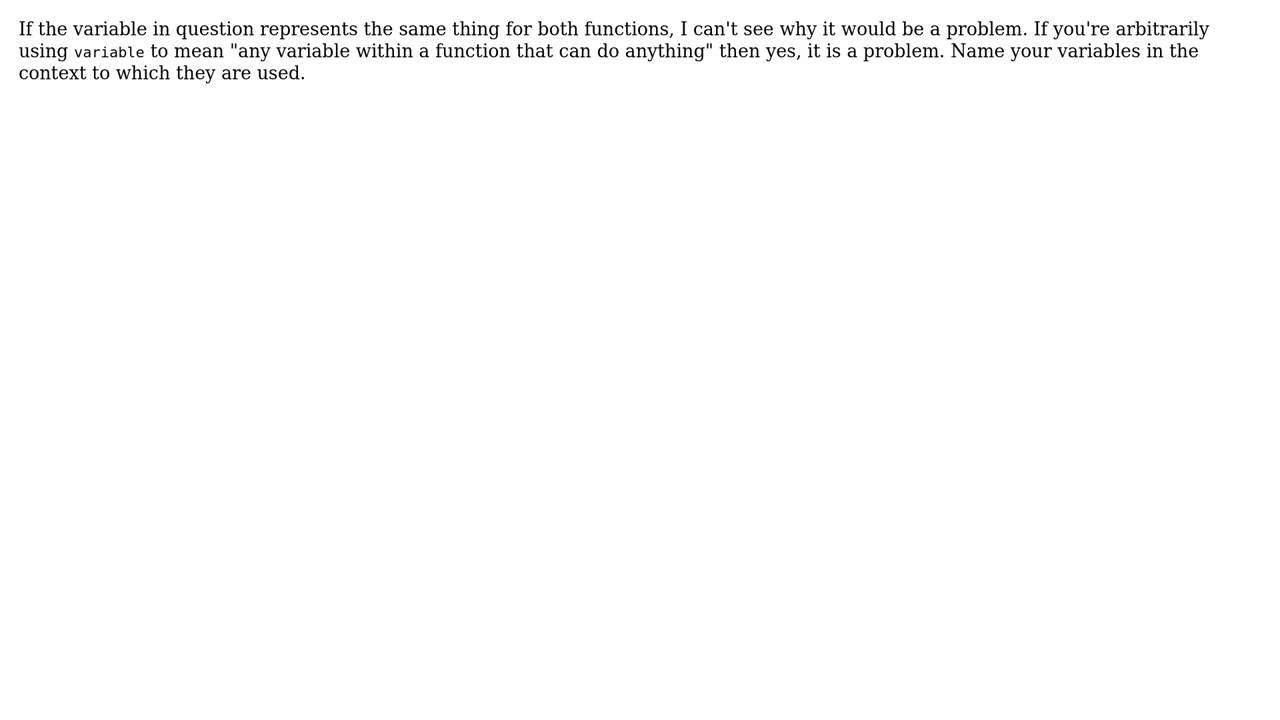 If the variable in question represents the same thing for both functions, I can't see why it would be a problem. If you're arbitrarily
using variable to mean "any variable within a function that can do anything" then yes, it is a problem. Name your variables in the
context to which they are used.